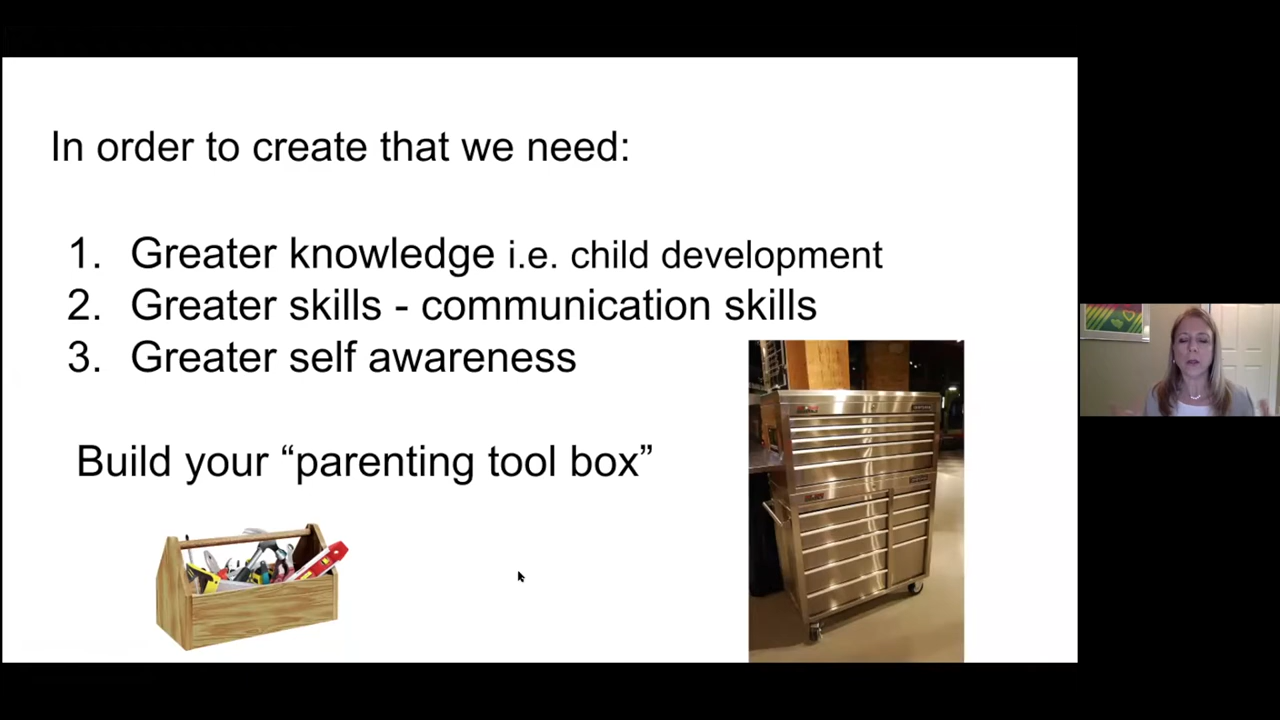 In order to create that we need:
1. Greater knowledge i.e. child development
2. Greater skills - communication skills
3. Greater self awareness
Build your “parenting tool box”